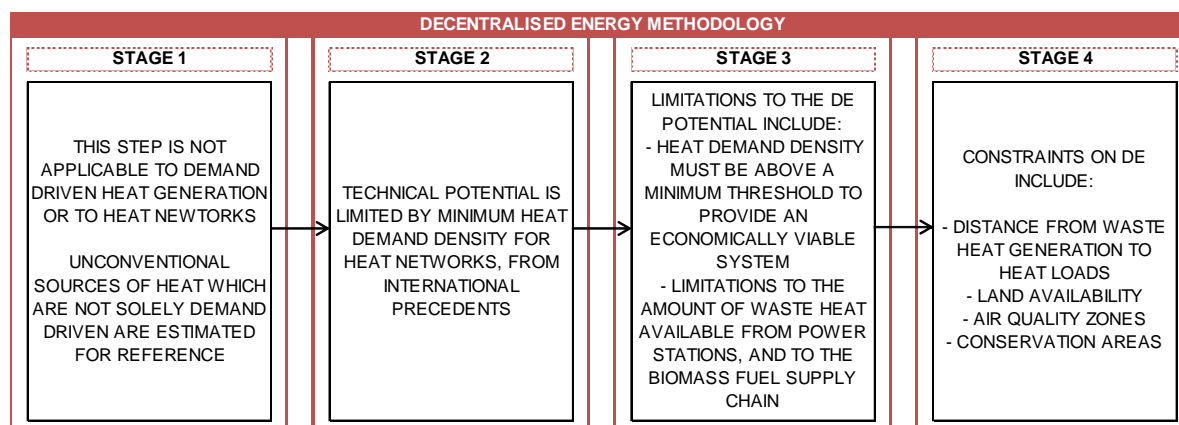 DECENTRALISED ENERGY METHODOLOGY
STAGE 1
THIS STEP IS NOT
APPLICABLE TO DEMAND
DRIVEN HEAT GENERATION
OR TO HEAT NEWTORKS
UNCONVENTIONAL
SOURCES OF HEAT WHICH
ARE NOT SOLELY DEMAND
DRIVEN ARE ESTIMATED
FOR REFERENCE
STAGE 2
TECHNICAL POTENTIAL IS
LIMITED BY MINIMUM HEAT
DEMAND DENSITY FOR
HEAT NETWORKS, FROM
INTERNATIONAL
PRECEDENTS
STAGE 3
LIMITATIONS TO THE DE
POTENTIAL INCLUDE:
- HEAT DEMAND DENSITY
MUST BE ABOVE A
MINIMUM THRESHOLD TO
PROVIDE AN
ECONOMICALLY VIABLE
SYSTEM
- LIMITATIONS TO THE
AMOUNT OF WASTE HEAT
AVAILABLE FROM POWER
STATIONS, AND TO THE
BIOMASS FUEL SUPPLY
CHAIN
STAGE 4
CONSTRAINTS ON DE
INCLUDE:
- DISTANCE FROM WASTE
HEAT GENERATION TO
HEAT LOADS
- LAND AVAILABILITY
- AIR QUALITY ZONES
- CONSERVATION AREAS